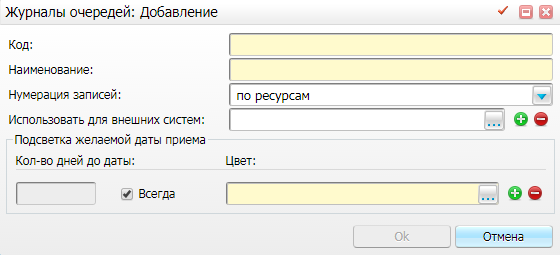 Журналы очередей: Добавление
Код:
Наименование:
Нумерация записей: по ресурсам
Использовать для внешних систем: ...
Подсветка желаемой даты приема
Кол-во дней до даты: Цвет:
Всегда ...
Ok Отмена